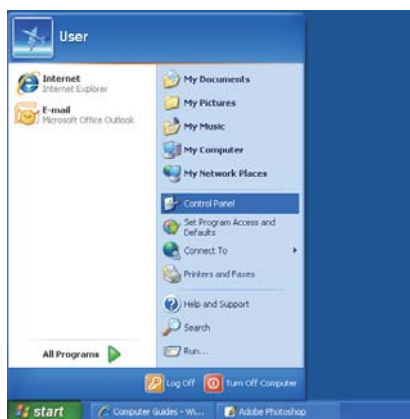 User
Internet
Internet Explorer
E-mail
Microsoft Office Outlook
All Programs
My Documents
My Pictures
My Music
My Computer
My Network Places
Control Panel
Set Program Access and
Defaults
Connect To
Printers and Faxes
Help and Support
Search
Run...
Log Off
Turn Off Computer
start
Computer Guides - Wi...
Adobe Photoshop